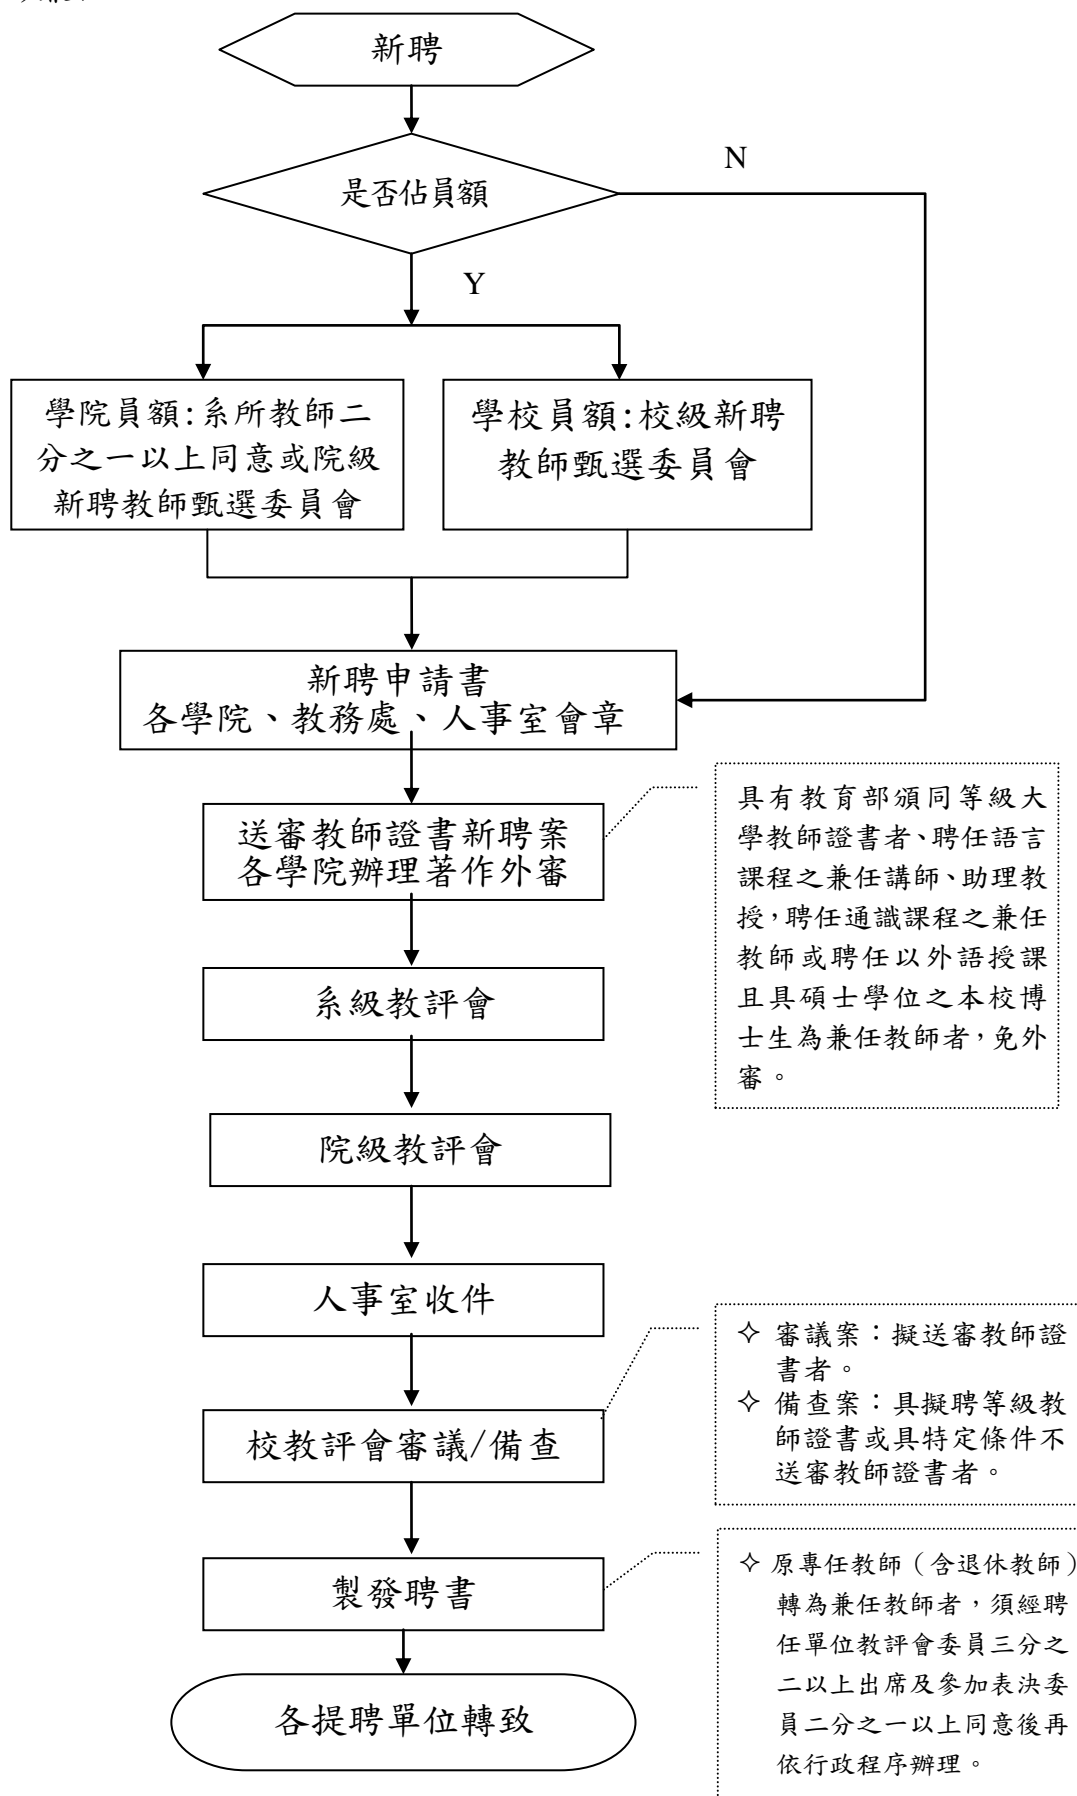 新聘
是否佔員額
N
Y
學院員額:系所教師二
分之一以上同意或院級
新聘教師甄選委員會
學校員額:校級新聘
教師甄選委員會
新聘申請書
各學院、教務處、人事室會章
送審教師證書新聘案
各學院辦理著作外審
具有教育部頒同等級大
學教師證書者、聘任語言
課程之兼任講師、助理教
授，聘任通識課程之兼任
教師或聘任以外語授課
且具碩士學位之本校博
士生為兼任教師者，免外
審。
系級教評會
院級教評會
人事室收件
校教評會審議/備查
✧ 審議案：擬送審教師證
書者。
✧ 備查案：具擬聘等級教
師證書或具特定條件不
送審教師證書者。
製發聘書
✧ 原專任教師（含退休教師）
轉為兼任教師者，須經聘
任單位教評會委員三分之
二以上出席及參加表決委
員二分之一以上同意後再
依行政程序辦理。
各提聘單位轉致